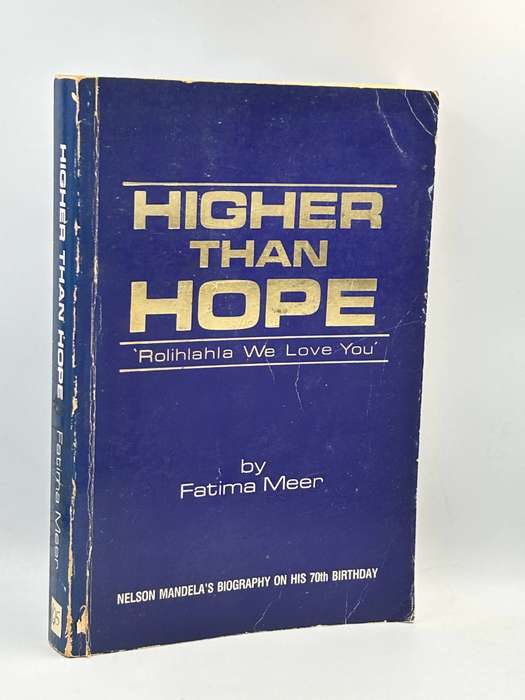 HIGHER
THAN
HOPE
`Rolihlahla We Love You´
by
Fatima Meer
NELSON MANDELA'S BIOGRAPHY ON HIS 70th BIRTHDAY
HIGHER THAN HOPE Fatima Meer